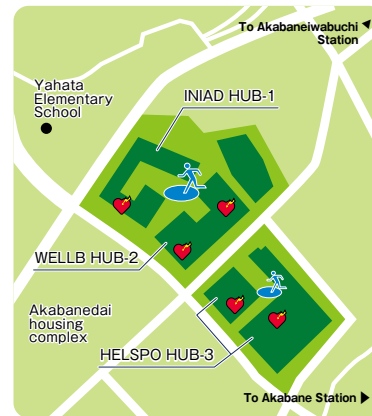 To Akabaneiwabuchi
Station
Yahata
Elementary
School
INIAD HUB-1
WELLB HUB-2
Akabanedai
housing
complex
HELSPO HUB-3
To Akabane Station